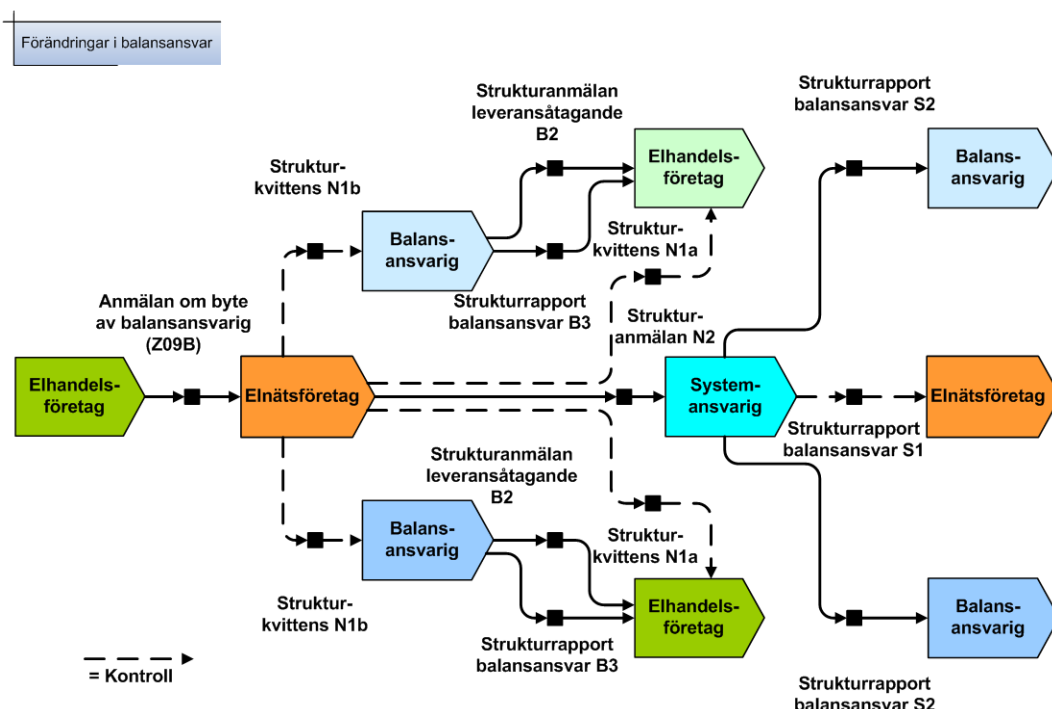 Förändringar i balansansvar
Strukturanmälan
leveransåtagande
B2
Strukturrapport
balansansvar S2
Elhandels-
företag
Balans-
ansvarig
Struktur-
kvittens N1b
Balans-
ansvarig
Struktur-
kvittens N1a
Strukturrapport
balansansvar B3
Anmälan om byte
av balansansvarig
(Z09B)
Struktur-
anmälan N2
Elhandels-
företag
Elnätsföretag
System-
ansvarig
Elnätsföretag
Strukturrapport
balansansvar S1
Strukturanmälan
leveransåtagande
B2
Balans-
ansvarig
Struktur-
kvittens N1a
Elhandels-
företag
Balans-
ansvarig
Struktur-
kvittens N1b
Strukturrapport
balansansvar B3
= Kontroll
Strukturrapport
balansansvar S2